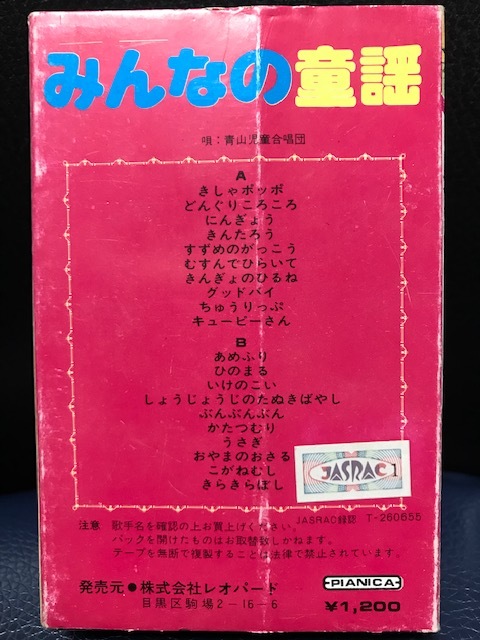 みんなの童謡
唄：青山児童合唱団
A
きしゃポッポ
どんぐりころころ
にんぎょう
きんたろう
すずめのがっこう
むすんでひらいて
きんぎょのひるね
グッドバイ
ちゅうりっぷ
キューピーさん
B
あめふり
ひのまる
いけのこい
しょうじょうじのたぬきばやし
ぶんぶんぶん
かたつむり
うさぎ
おやまのおさる
こがねむし
きらきらぼし
JASRAC 1
JASRAC録認 T-260655
注意 歌手名を確認の上お買上げください。
パックを開けたものはお取替致しかねます。
テープを無断で複製することは法律で禁止されています。
発売元●株式会社レオパード
目黒区駒場2-16-6
PIANICA
¥1,200